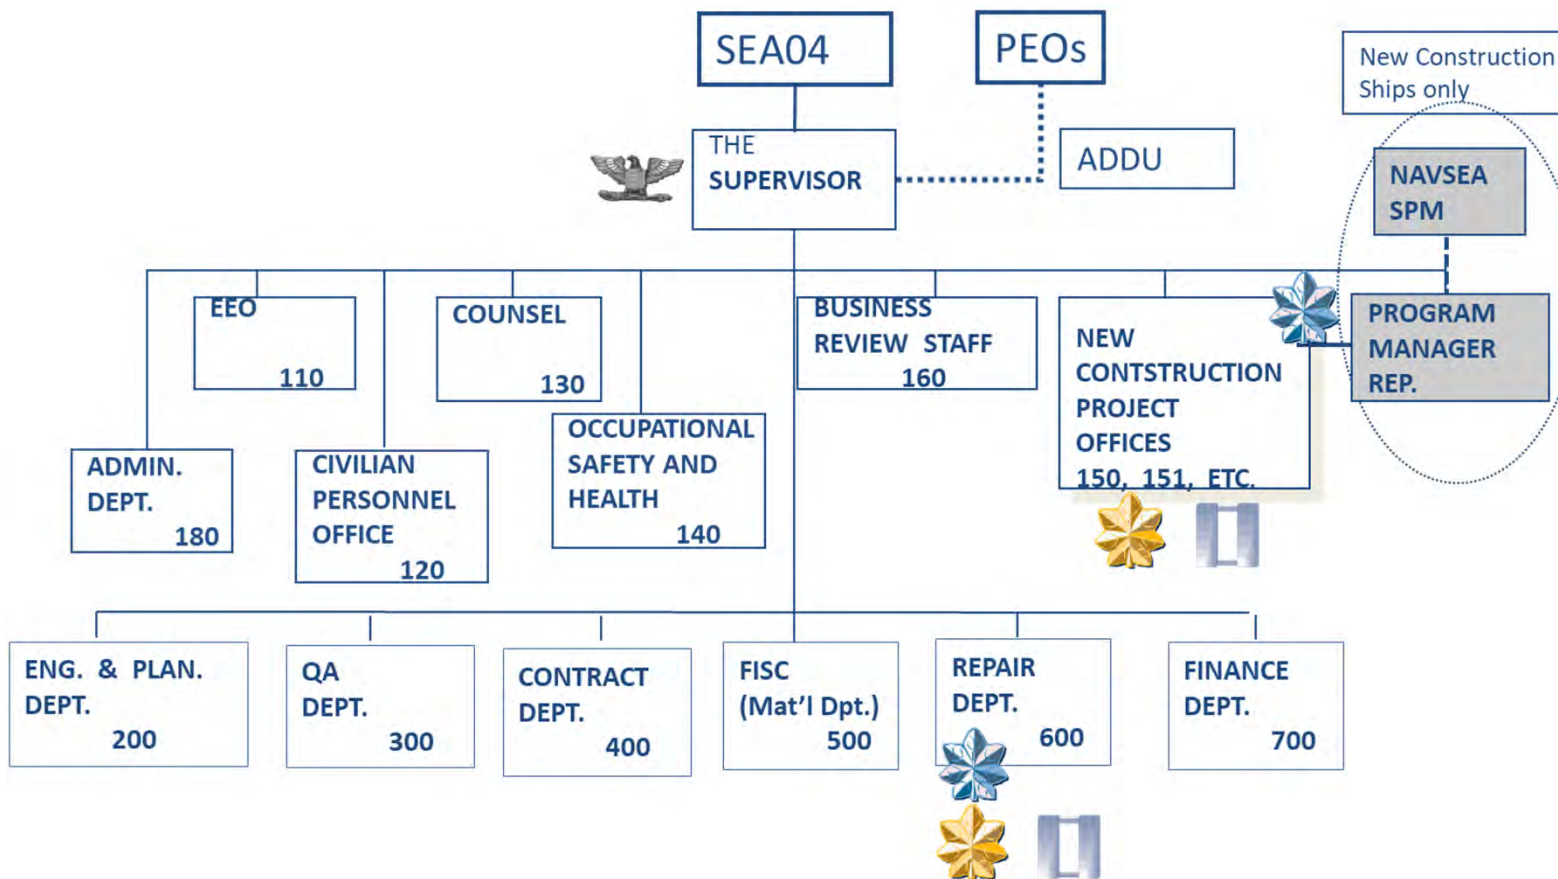 SEA04
PEOs
New Construction
Ships only
THE
SUPERVISOR
ADDU
NAVSEA
SPM
EEO
110
COUNSEL
130
BUSINESS
REVIEW STAFF
160
NEW
CONTSTRUCTION
PROJECT
OFFICES
150, 151, ETC.
PROGRAM
MANAGER
REP.
ADMIN.
DEPT.
180
CIVILIAN
PERSONNEL
OFFICE
120
OCCUPATIONAL
SAFETY AND
HEALTH
140
ENG. & PLAN.
DEPT.
200
QA
DEPT.
300
CONTRACT
DEPT.
400
FISC
(Mat'l Dpt.)
500
REPAIR
DEPT.
600
FINANCE
DEPT.
700